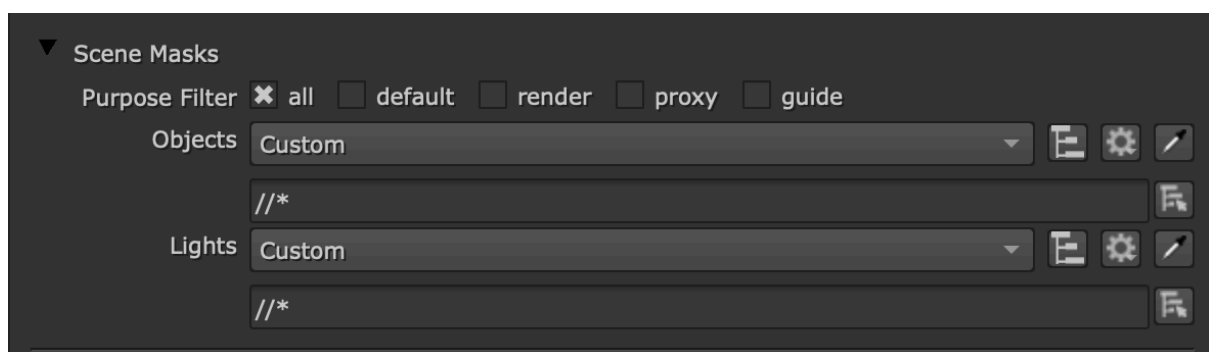 Scene Masks
Purpose Filter all default render proxy guide
Objects Custom
//*
Lights Custom
//*